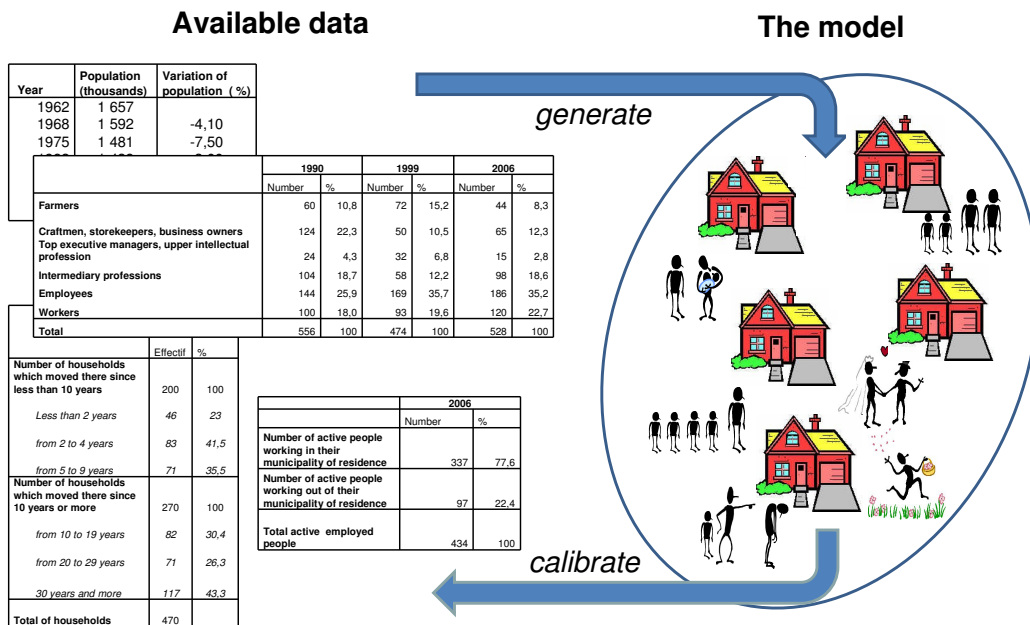 Available data
The model
generate
calibrate
Year Population (thousands) Variation of population ( %)
1962 1 657
1968 1 592 -4,10
1975 1 481 -7,50
1990 1999 2006
Number % Number % Number %
Farmers 60 10,8 72 15,2 44 8,3
Craftmen, storekeepers, business owners 124 22,3 50 10,5 65 12,3
Top executive managers, upper intellectual
profession 24 4,3 32 6,8 15 2,8
Intermediary professions 104 18,7 58 12,2 98 18,6
Employees 144 25,9 169 35,7 186 35,2
Workers 100 18,0 93 19,6 120 22,7
Total 556 100 474 100 528 100
Effectif %
Number of households
which moved there since
less than 10 years 200 100
Less than 2 years 46 23
from 2 to 4 years 83 41,5
from 5 to 9 years 71 35,5
Number of households
which moved there since
10 years or more 270 100
from 10 to 19 years 82 30,4
from 20 to 29 years 71 26,3
30 years and more 117 43,3
Total of households 470
2006
Number %
Number of active people
working in their
municipality of residence 337 77,6
Number of active people
working out of their
municipality of residence 97 22,4
Total active employed
people 434 100